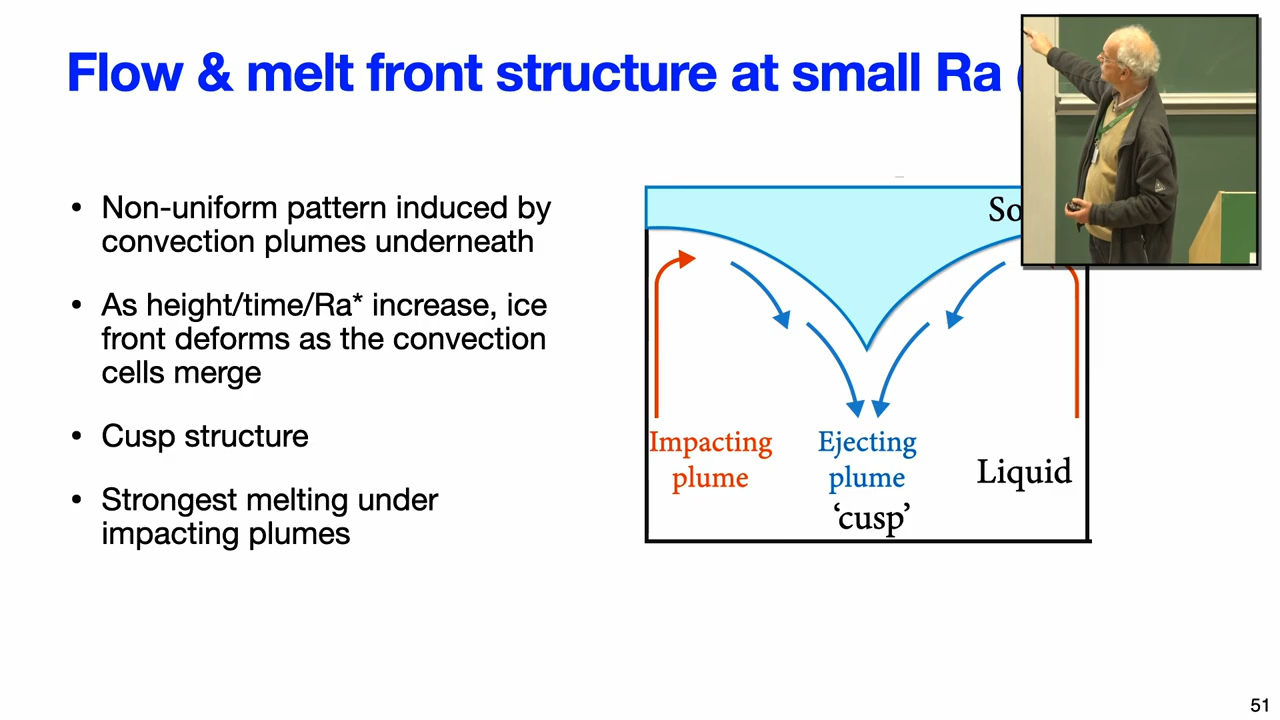 Flow & melt front structure at small Ra
• Non-uniform pattern induced by
convection plumes underneath
• As height/time/Ra* increase, ice
front deforms as the convection
cells merge
• Cusp structure
• Strongest melting under
impacting plumes
Impacting
plume
Ejecting
plume
‘cusp’
Liquid
51